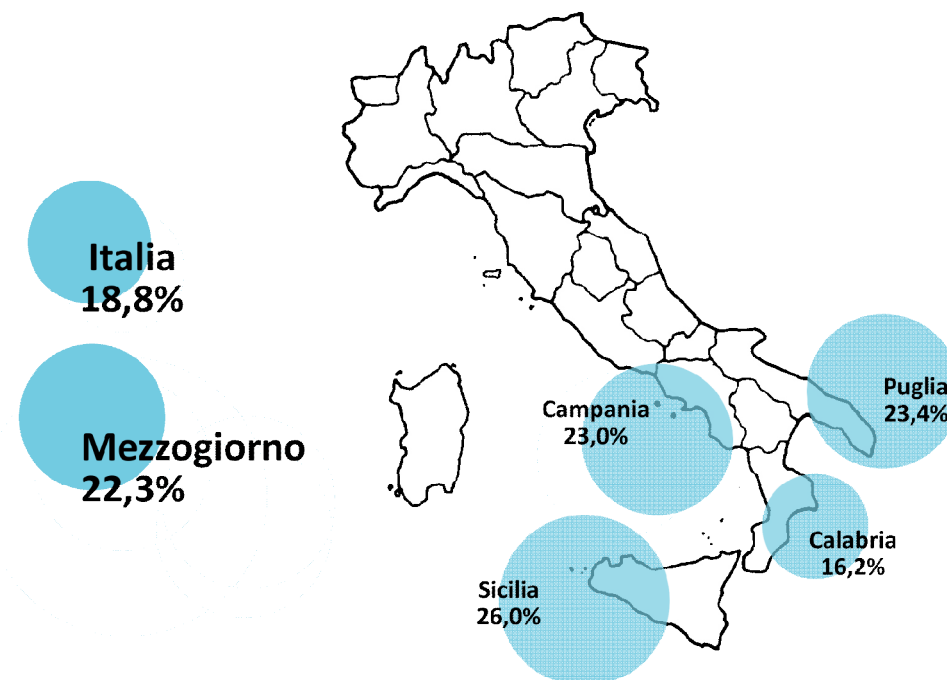 Italia
18,8%
Mezzogiorno
22,3%
Campania
23,0%
Puglia
23,4%
Calabria
16,2%
Sicilia
26,0%